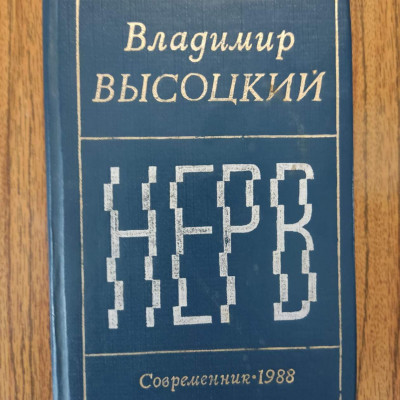 Владимир
ВЫСОЦКИЙ
НЕРВ
Современник·1988